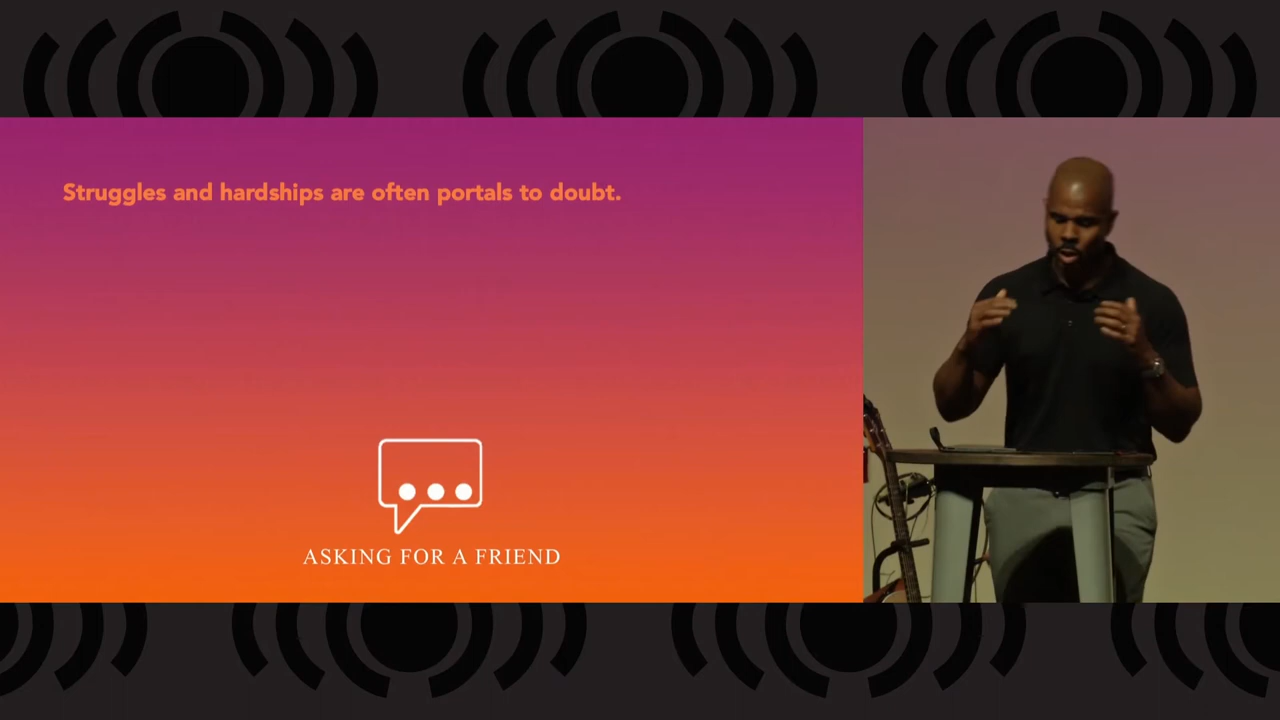 Struggles and hardships are often portals to doubt.
ASKING FOR A FRIEND